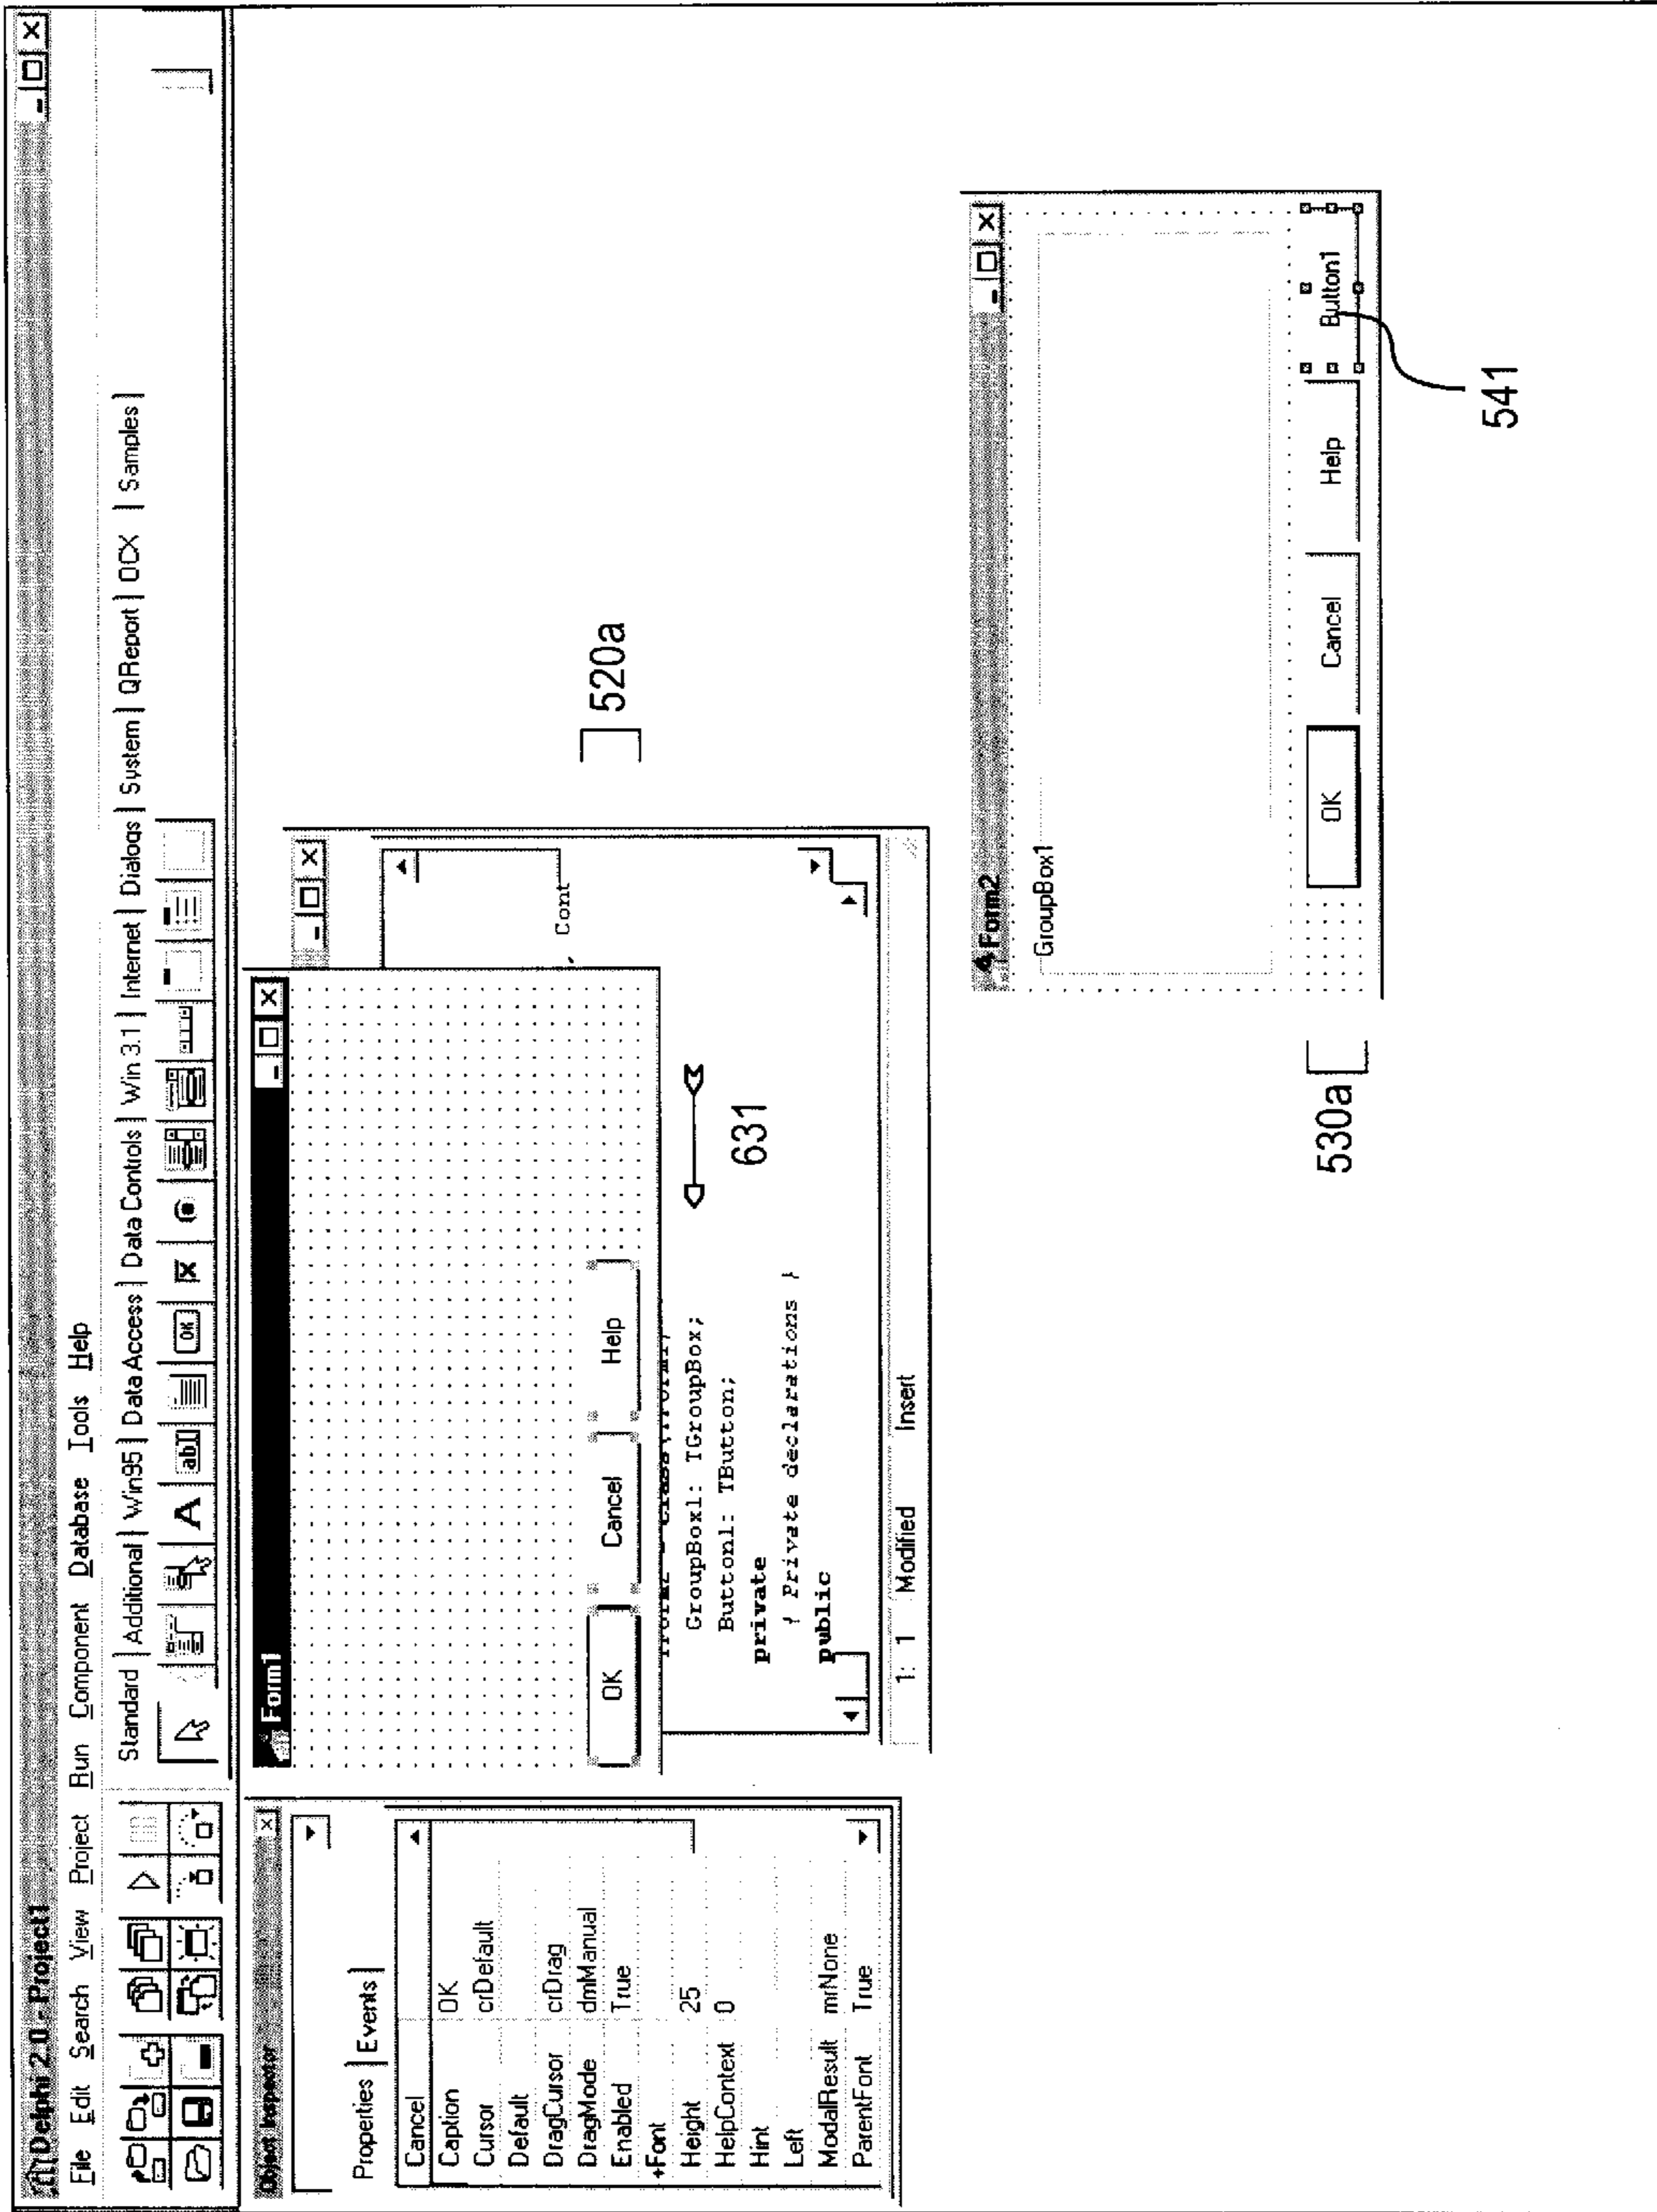 Delphi 2.0 - Project1
File Edit Search View Project Run Component Database Tools Help
Standard Additional Win95 Data Access Data Controls Win 3.1 Internet Dialogs System QReport OCX Samples
A ab OK
Object Inspector
Properties Events
Cancel
Caption OK
Cursor crDefault
Default
DragCursor crDrag
DragMode dmManual
Enabled True
+Font
Height 25
HelpContext 0
Hint
Left
ModalResult mrNone
ParentFont True
Form1
OK Cancel Help
Cont
GroupBox1: TGroupBox;
Button1: TButton;
private
{ Private declarations }
public
1: 1 Modified Insert
631
520a
Form2
GroupBox1
OK Cancel Help Button1
530a
541